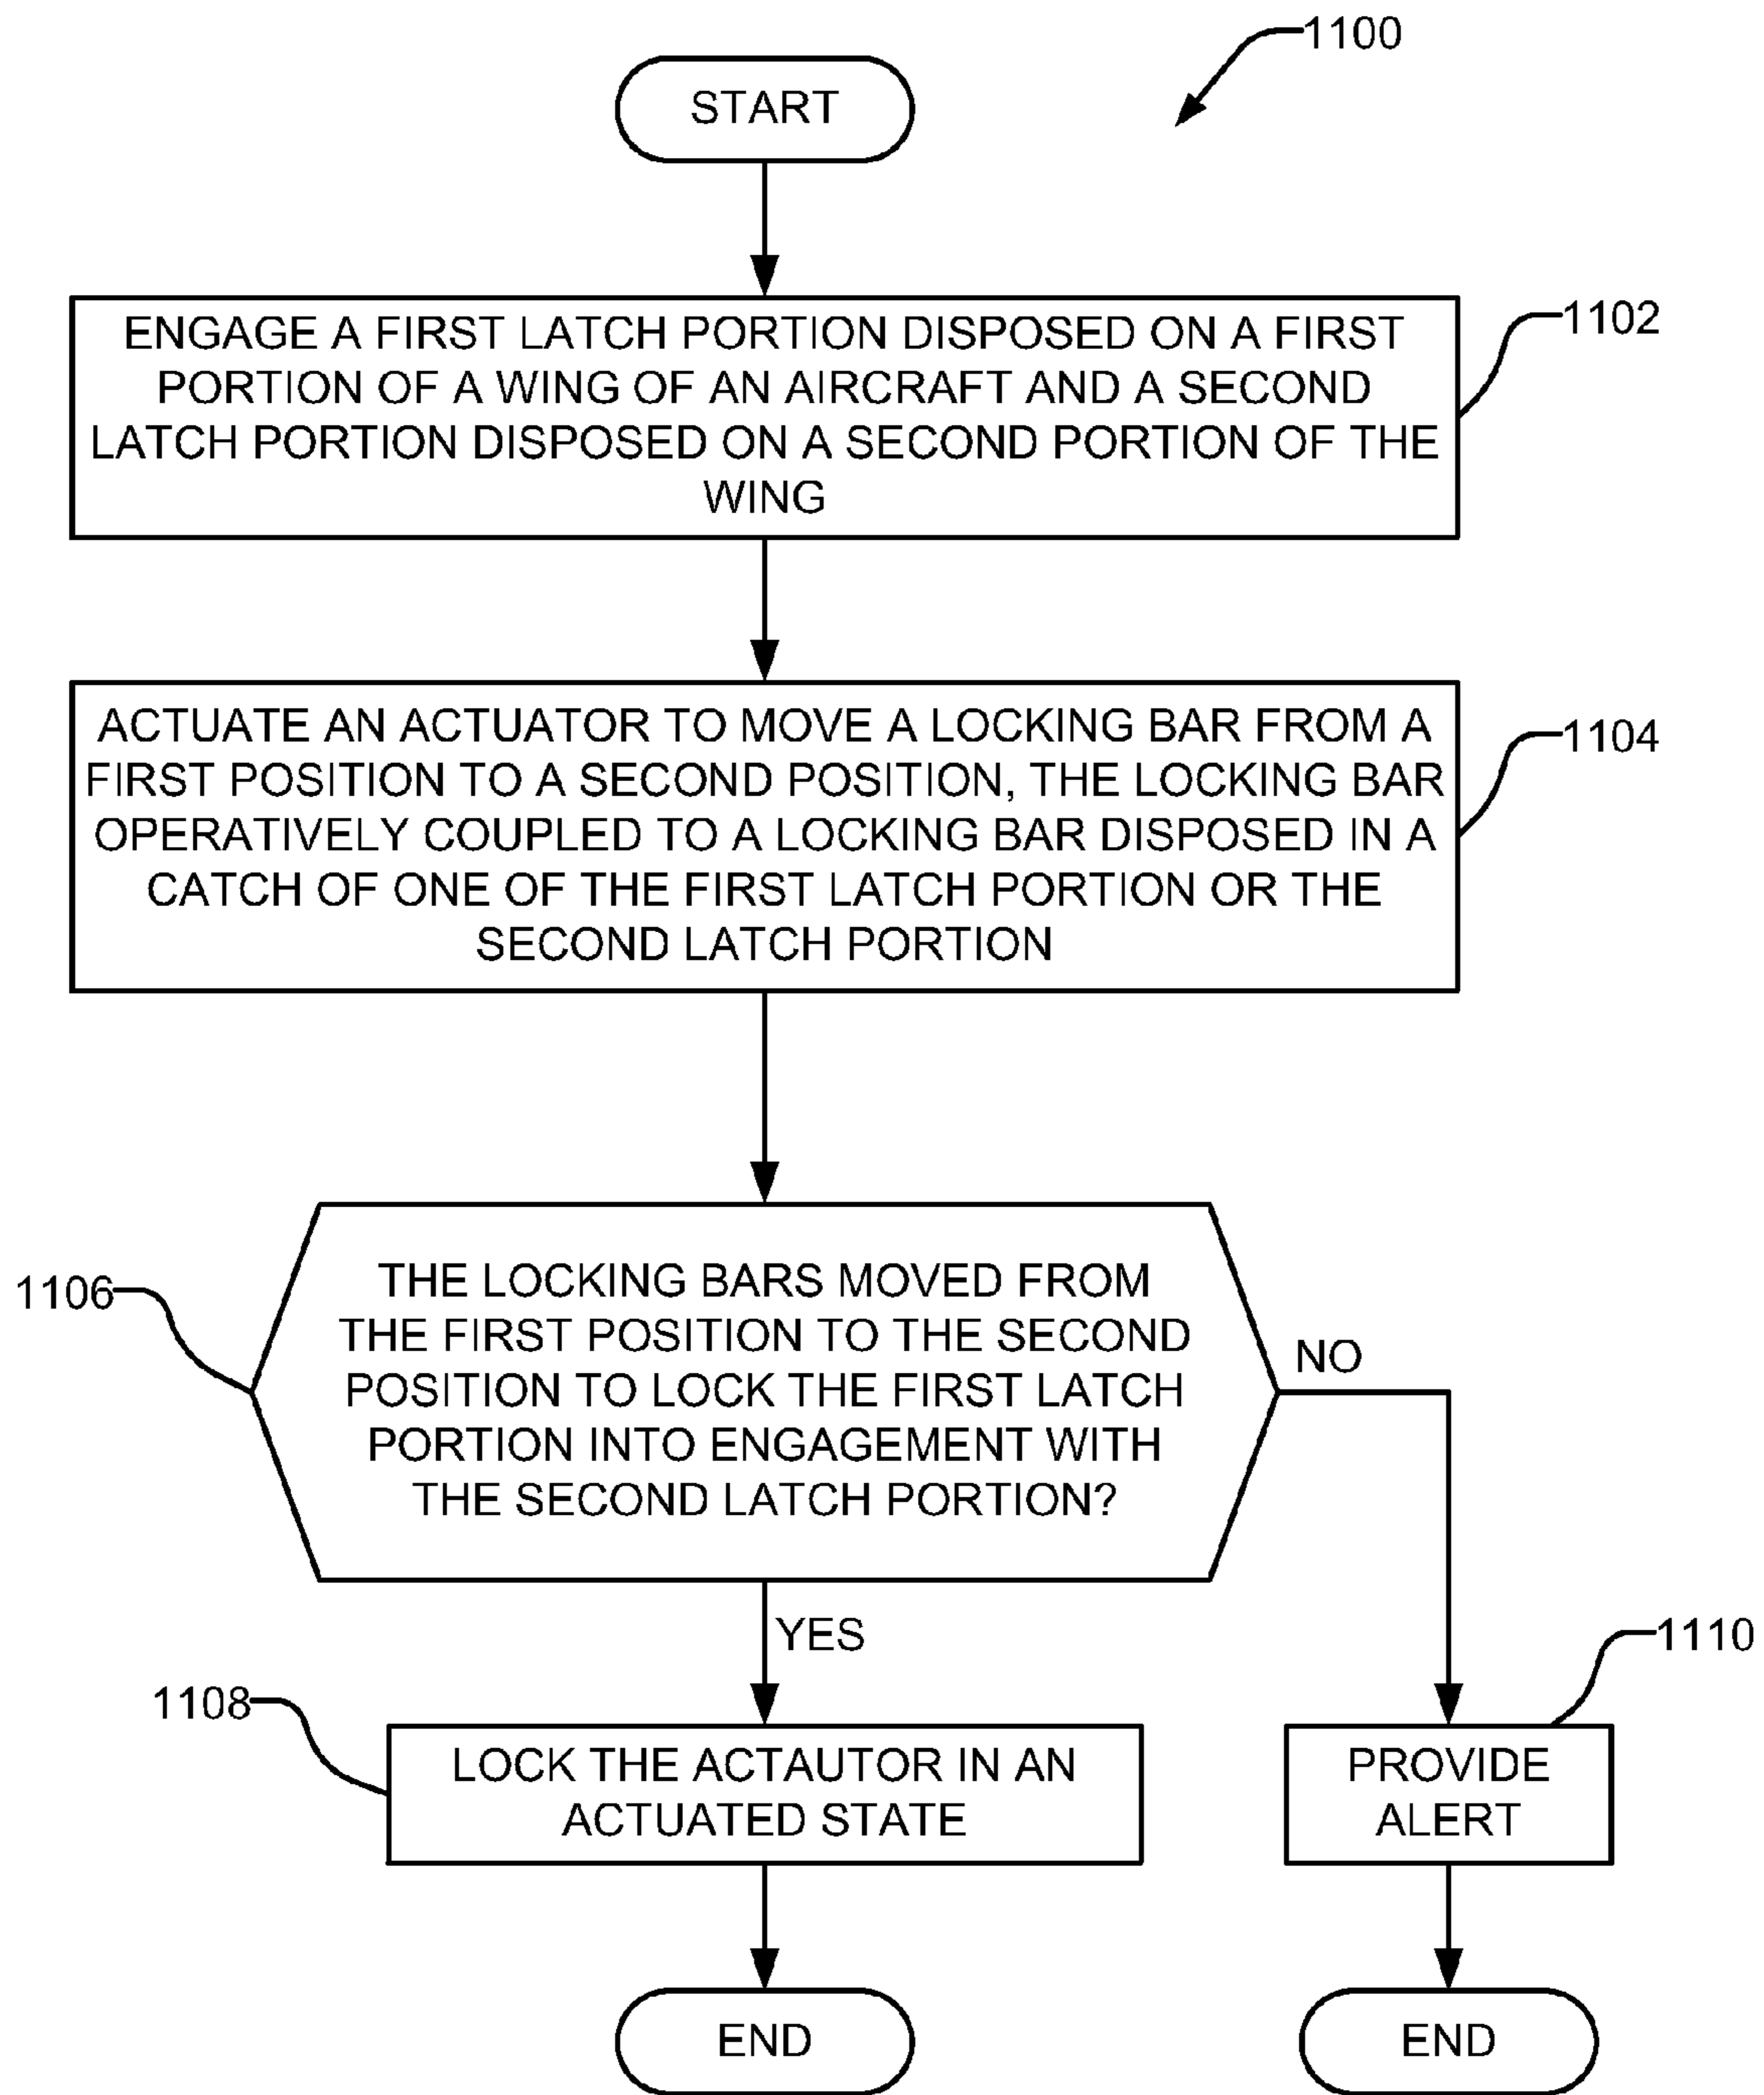 1100
START
ENGAGE A FIRST LATCH PORTION DISPOSED ON A FIRST
PORTION OF A WING OF AN AIRCRAFT AND A SECOND
LATCH PORTION DISPOSED ON A SECOND PORTION OF THE
WING
1102
ACTUATE AN ACTUATOR TO MOVE A LOCKING BAR FROM A
FIRST POSITION TO A SECOND POSITION, THE LOCKING BAR
OPERATIVELY COUPLED TO A LOCKING BAR DISPOSED IN A
CATCH OF ONE OF THE FIRST LATCH PORTION OR THE
SECOND LATCH PORTION
1104
1106
THE LOCKING BARS MOVED FROM
THE FIRST POSITION TO THE SECOND
POSITION TO LOCK THE FIRST LATCH
PORTION INTO ENGAGEMENT WITH
THE SECOND LATCH PORTION?
NO
YES
1108
LOCK THE ACTAUTOR IN AN
ACTUATED STATE
1110
PROVIDE
ALERT
END
END